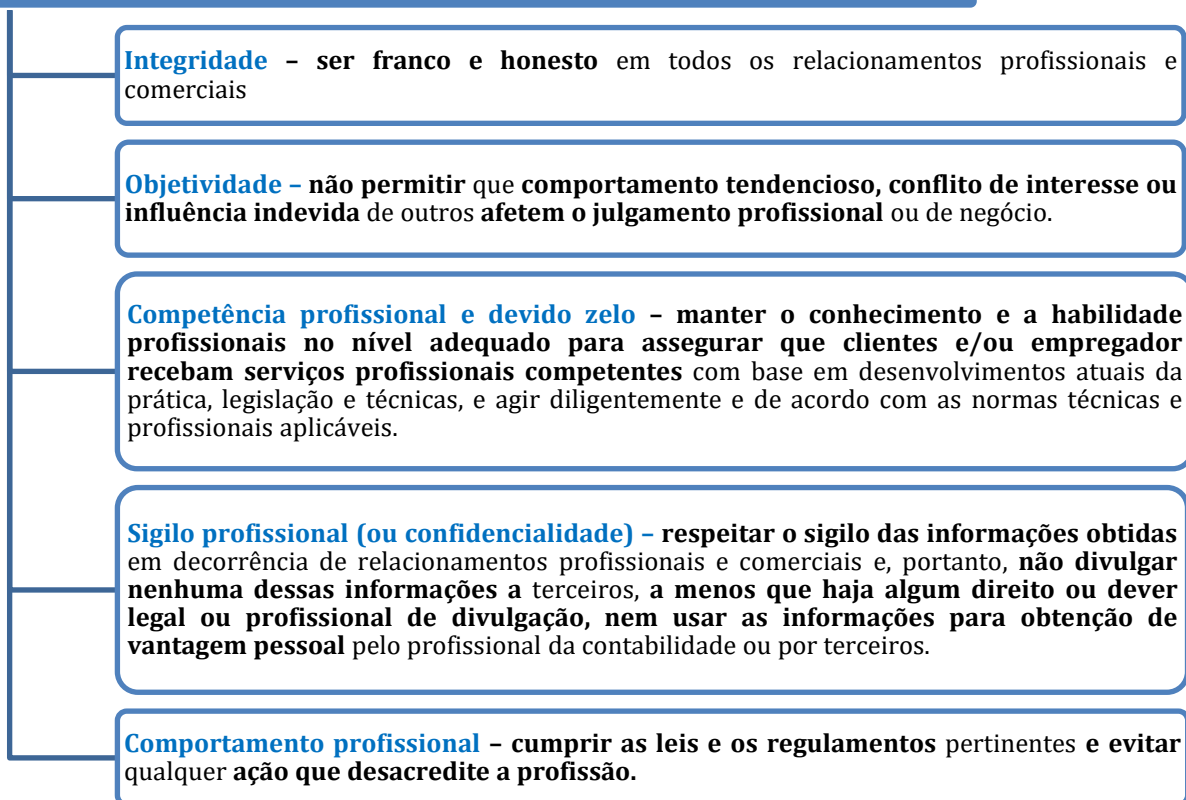 Integridade – ser franco e honesto em todos os relacionamentos profissionais e
comerciais
Objetividade – não permitir que comportamento tendencioso, conflito de interesse ou
influência indevida de outros afetem o julgamento profissional ou de negócio.
Competência profissional e devido zelo – manter o conhecimento e a habilidade
profissionais no nível adequado para assegurar que clientes e/ou empregador
recebam serviços profissionais competentes com base em desenvolvimentos atuais da
prática, legislação e técnicas, e agir diligentemente e de acordo com as normas técnicas e
profissionais aplicáveis.
Sigilo profissional (ou confidencialidade) – respeitar o sigilo das informações obtidas
em decorrência de relacionamentos profissionais e comerciais e, portanto, não divulgar
nenhuma dessas informações a terceiros, a menos que haja algum direito ou dever
legal ou profissional de divulgação, nem usar as informações para obtenção de
vantagem pessoal pelo profissional da contabilidade ou por terceiros.
Comportamento profissional – cumprir as leis e os regulamentos pertinentes e evitar
qualquer ação que desacredite a profissão.